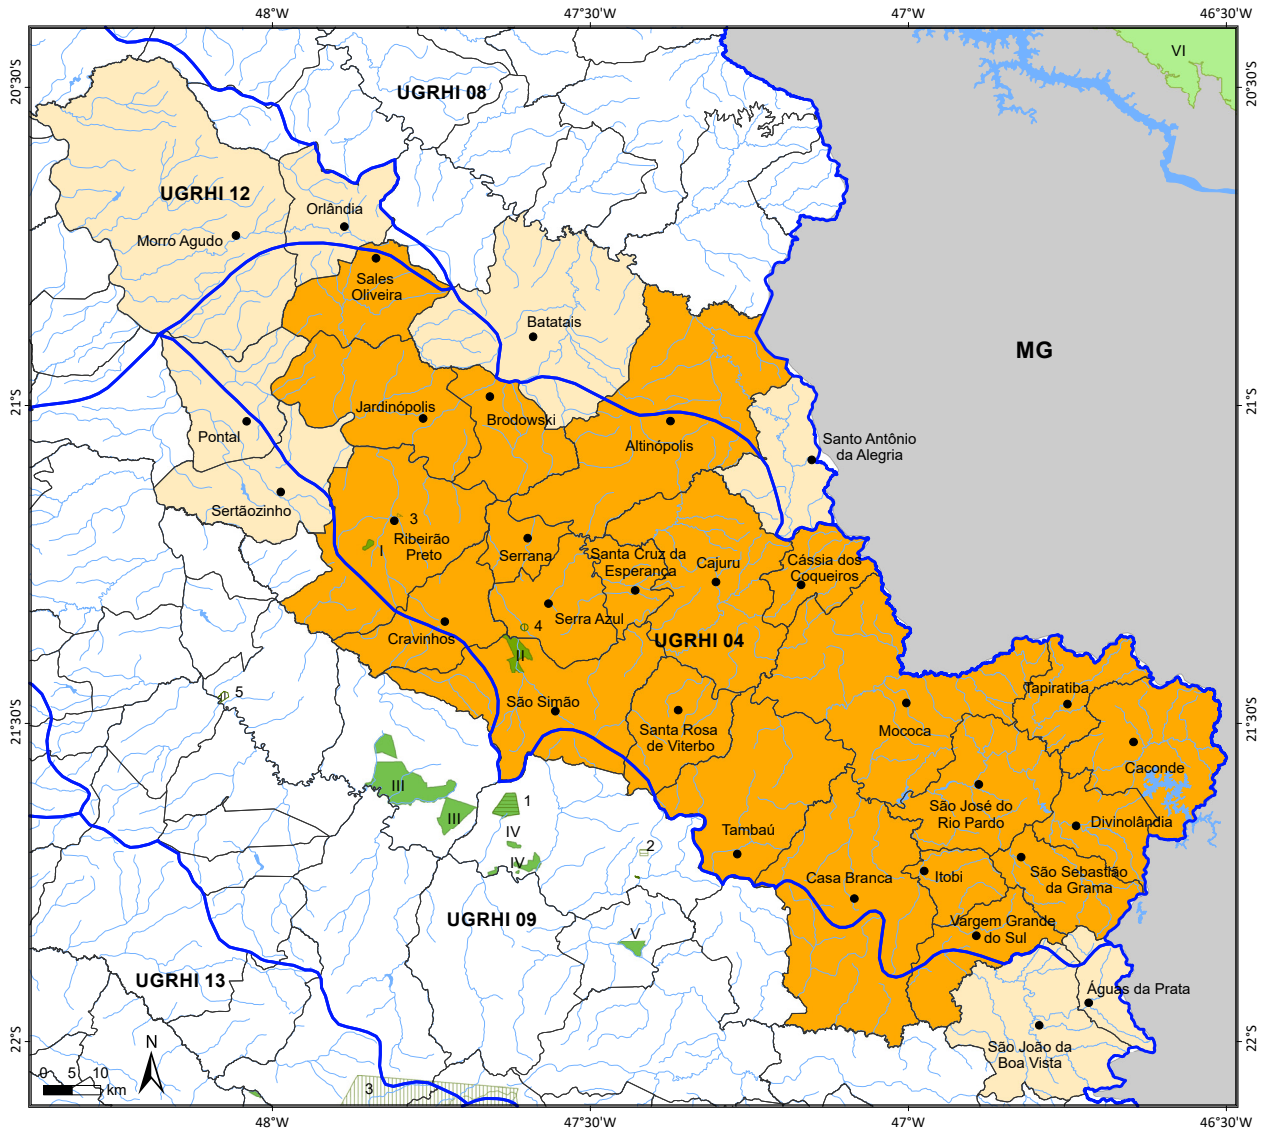 48°W
47°30'W
47°W
46°30'W
20°30'S
20°30'S
VI
UGRHI 08
UGRHI 12
Orlândia
Morro Agudo
Sales
Oliveira
Batatais
MG
21°S
21°S
Jardinópolis
Brodowski
Pontal
Altinópolis
Santo Antônio
da Alegria
Sertãozinho
3
Ribeirão
Preto
I
Serrana
Santa Cruz da
Esperança
Cajuru
Cássia dos
Coqueiros
Serra Azul
4
Cravinhos
UGRHI 04
II
5
São Simão
Tapiratiba
21°30'S
21°30'S
Santa Rosa
de Viterbo
Mococa
Caconde
III
III
1
São José do
Rio Pardo
Divinolândia
IV
Tambaú
2
IV
Casa Branca
Itobi
São Sebastião
da Grama
UGRHI 09
V
Vargem Grande
do Sul
UGRHI 13
Águas da Prata
22°S
22°S
N
São João da
Boa Vista
0 5 10
km
3
48°W
47°30'W
47°W
46°30'W